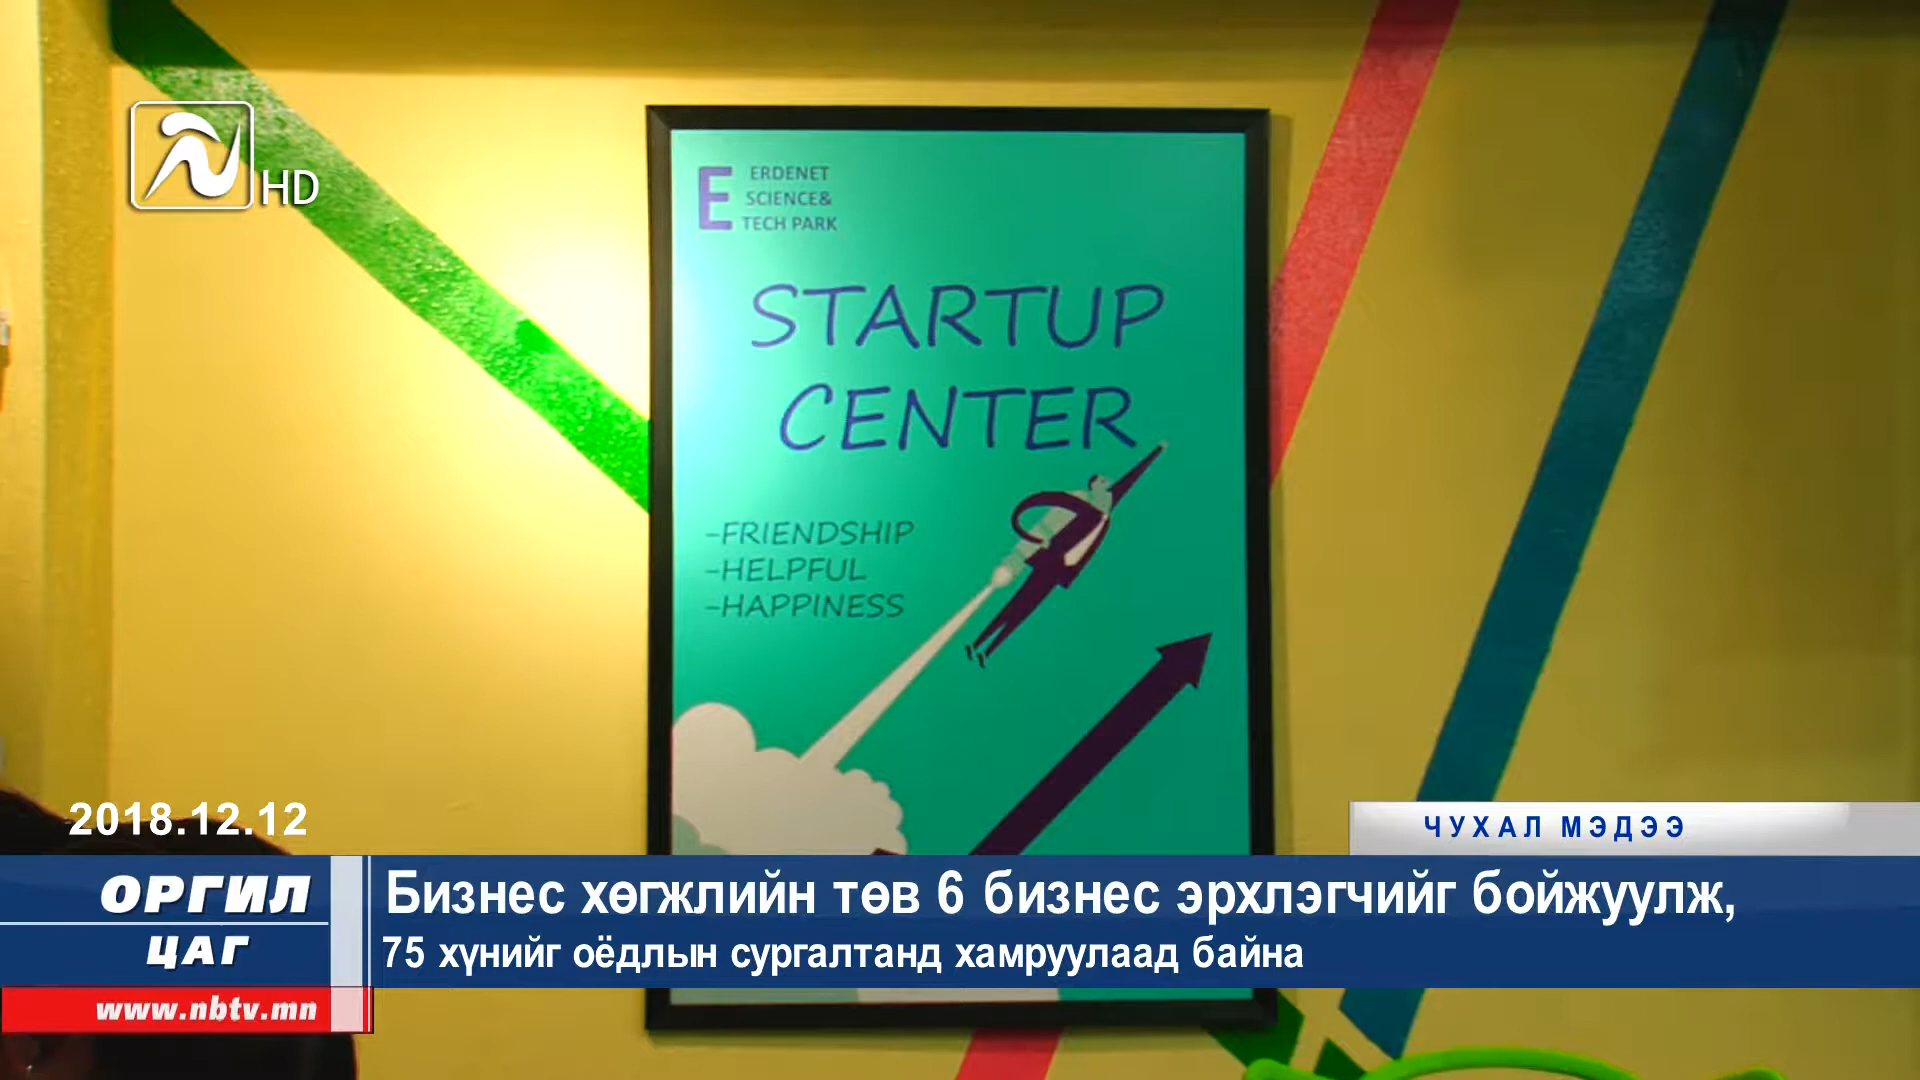 HD
E
ERDENET
SCIENCE&
TECH PARK
STARTUP
CENTER
-FRIENDSHIP
-HELPFUL
-HAPPINESS
2018.12.12
ЧУХАЛ МЭДЭЭ
ОРГИЛ
ЦАГ
Бизнес хөгжлийн төв 6 бизнес эрхлэгчийг бойжуулж,
75 хүнийг оёдлын сургалтанд хамруулаад байна
www.nbtv.mn